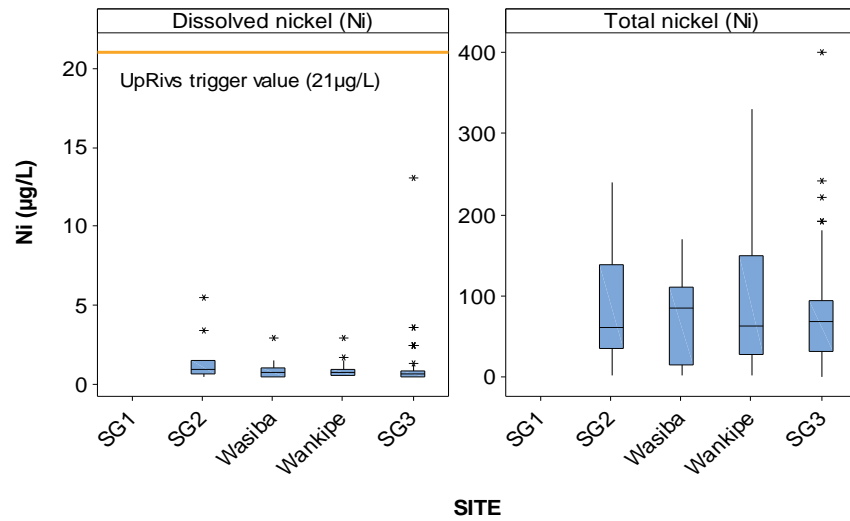 Dissolved nickel (Ni)
Total nickel (Ni)
Ni (µg/L)
20
15
10
5
0
UpRivs trigger value (21µg/L)
400
300
200
100
0
SG1
SG2
Wasiba
Wankipe
SG3
SG1
SG2
Wasiba
Wankipe
SG3
SITE